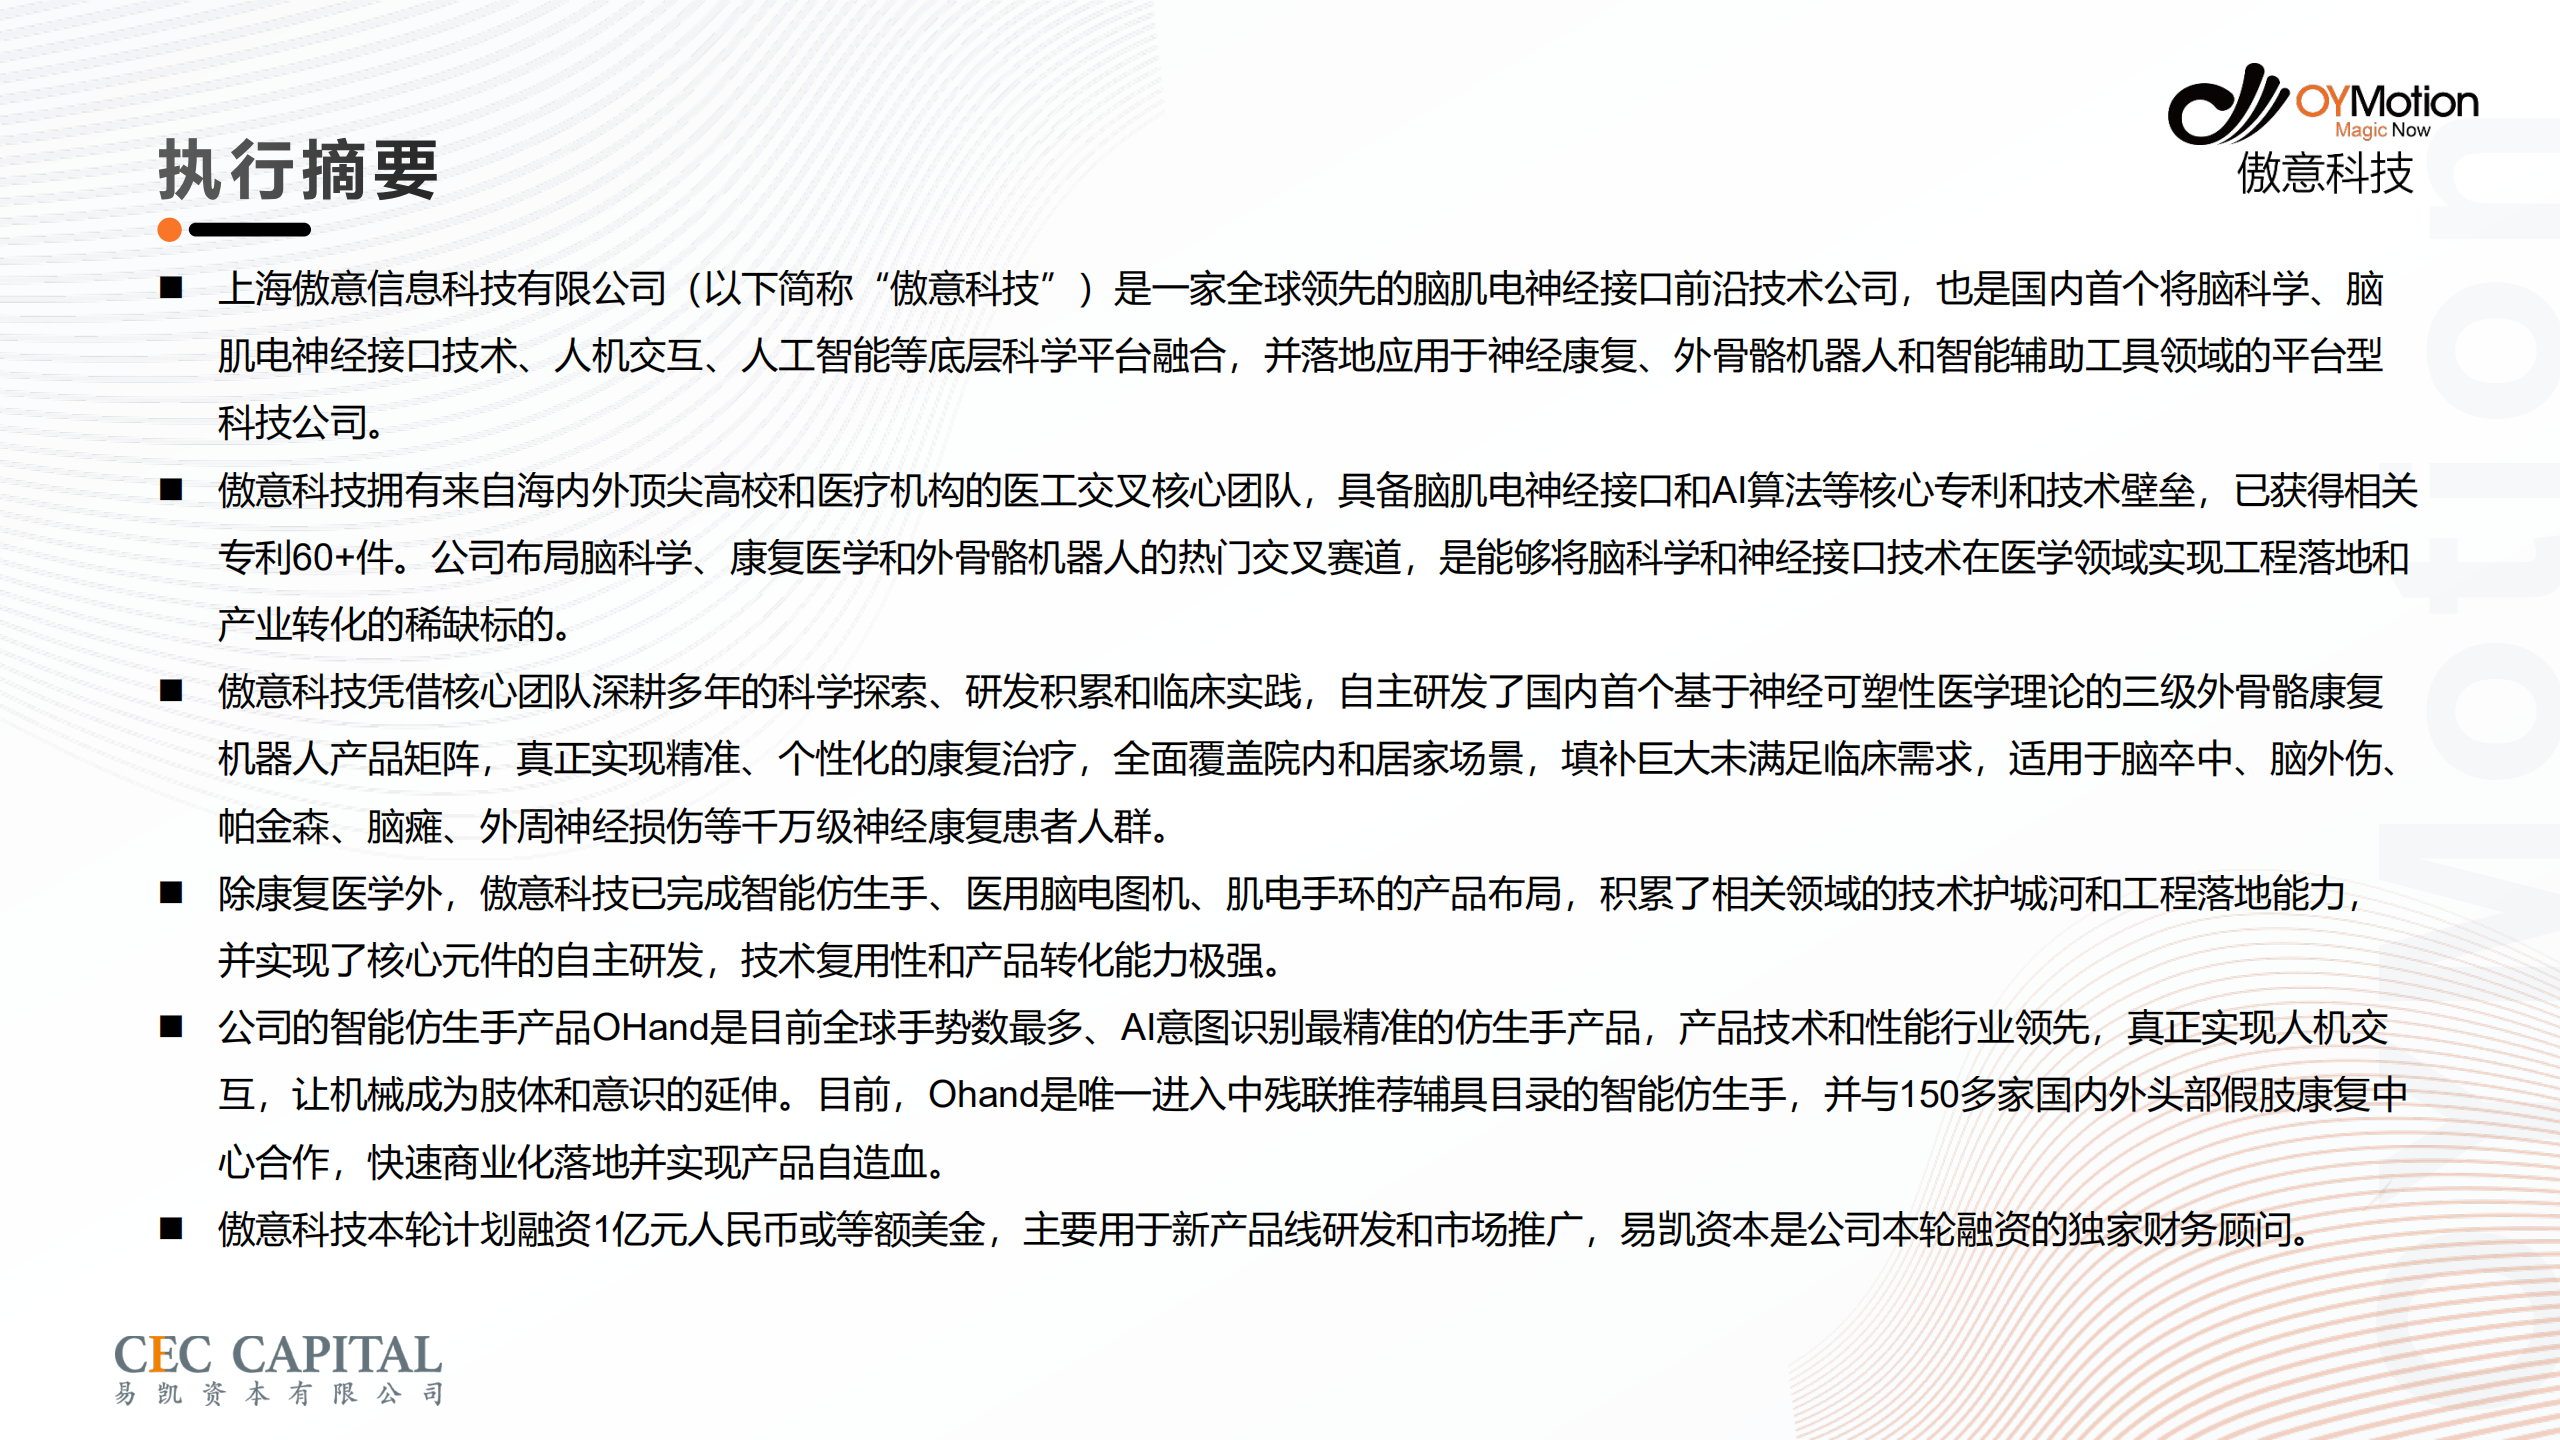 OYMotion
Magic Now
傲意科技
执行摘要
■ 上海傲意信息科技有限公司（以下简称“傲意科技”）是一家全球领先的脑肌电神经接口前沿技术公司，也是国内首个将脑科学、脑
肌电神经接口技术、人机交互、人工智能等底层科学平台融合，并落地应用于神经康复、外骨骼机器人和智能辅助工具领域的平台型
科技公司。
■ 傲意科技拥有来自海内外顶尖高校和医疗机构的医工交叉核心团队，具备脑肌电神经接口和AI算法等核心专利和技术壁垒，已获得相关
专利60+件。公司布局脑科学、康复医学和外骨骼机器人的热门交叉赛道，是能够将脑科学和神经接口技术在医学领域实现工程落地和
产业转化的稀缺标的。
■ 傲意科技凭借核心团队深耕多年的科学探索、研发积累和临床实践，自主研发了国内首个基于神经可塑性医学理论的三级外骨骼康复
机器人产品矩阵，真正实现精准、个性化的康复治疗，全面覆盖院内和居家场景，填补巨大未满足临床需求，适用于脑卒中、脑外伤、
帕金森、脑瘫、外周神经损伤等千万级神经康复患者人群。
■ 除康复医学外，傲意科技已完成智能仿生手、医用脑电图机、肌电手环的产品布局，积累了相关领域的技术护城河和工程落地能力，
并实现了核心元件的自主研发，技术复用性和产品转化能力极强。
■ 公司的智能仿生手产品OHand是目前全球手势数最多、AI意图识别最精准的仿生手产品，产品技术和性能行业领先，真正实现人机交
互，让机械成为肢体和意识的延伸。目前，Ohand是唯一进入中残联推荐辅具目录的智能仿生手，并与150多家国内外头部假肢康复中
心合作，快速商业化落地并实现产品自造血。
■ 傲意科技本轮计划融资1亿元人民币或等额美金，主要用于新产品线研发和市场推广，易凯资本是公司本轮融资的独家财务顾问。
CEC CAPITAL
易凯资本有限公司
OYMotion